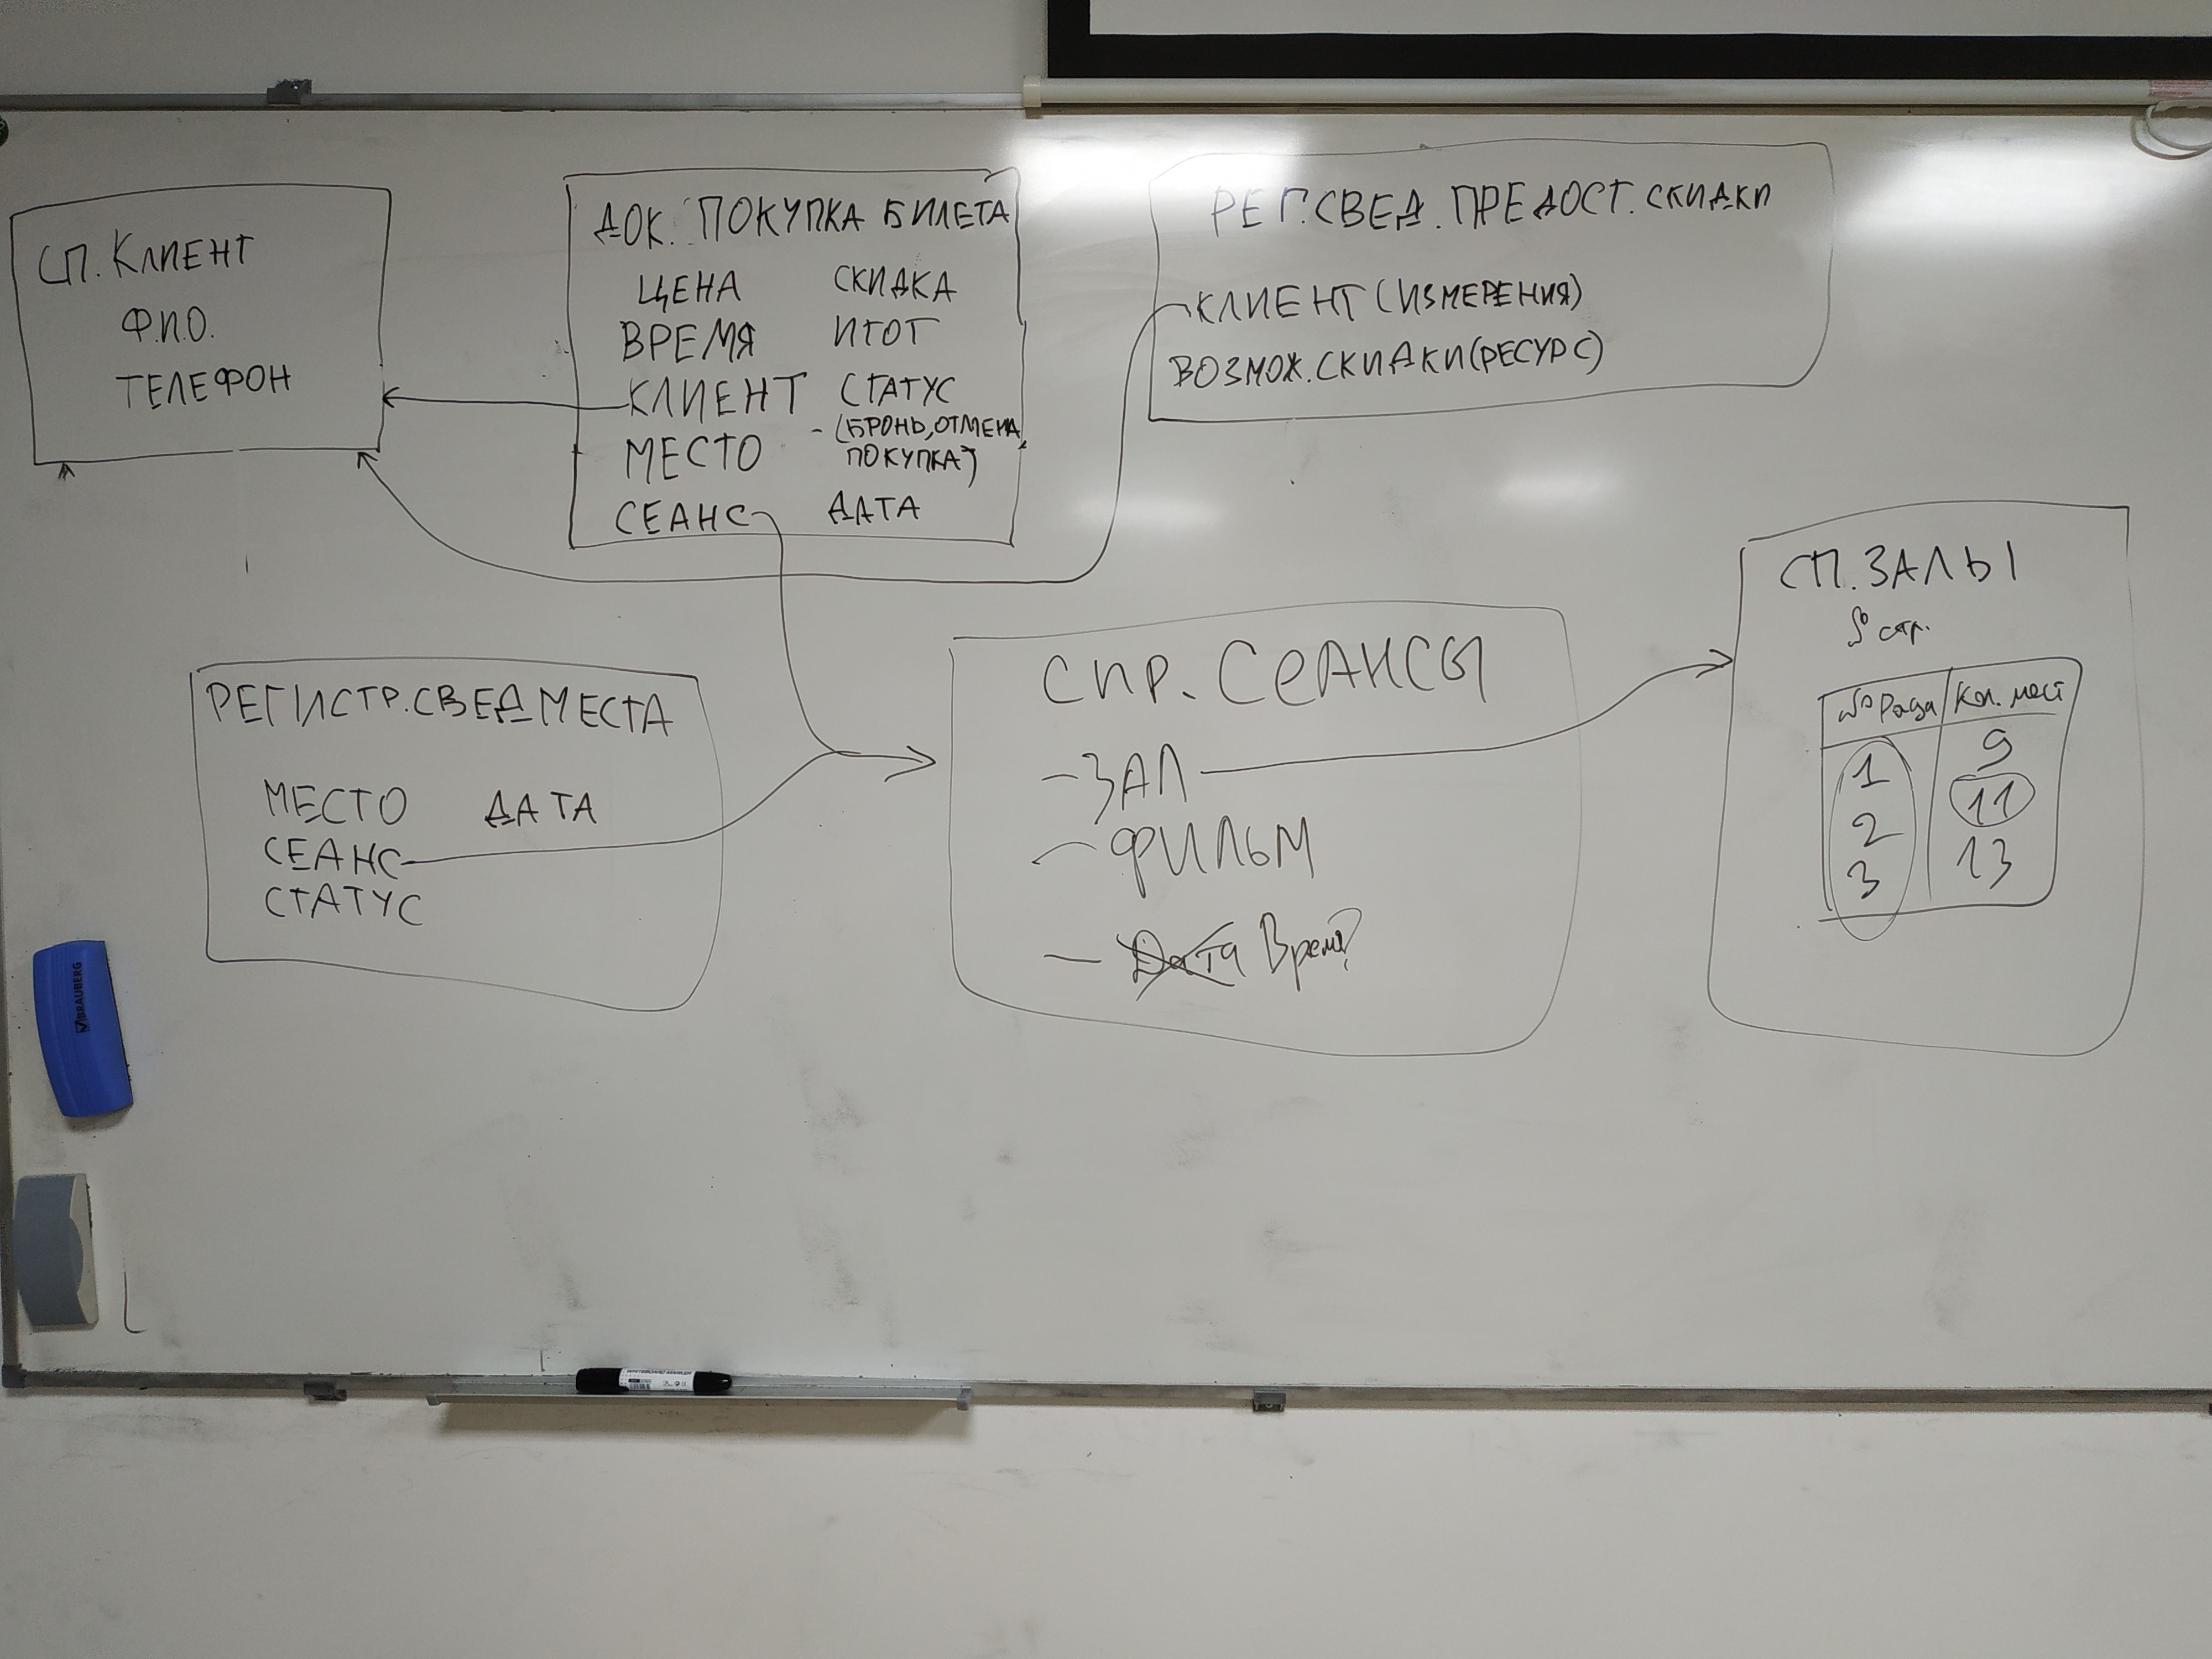 СП. КЛИЕНТ
Ф.И.О.
ТЕЛЕФОН
ДОК. ПОКУПКА БИЛЕТА
ЦЕНА СКИДКА
ВРЕМЯ ИТОГ
КЛИЕНТ СТАТУС
МЕСТО - (БРОНЬ, ОТМЕНА,
ПОКУПКА)
СЕАНС ДАТА
РЕГ.СВЕД. ПРЕДОСТ. СКИДКИ
КЛИЕНТ (ИЗМЕРЕНИЯ)
ВОЗМОЖ. СКИДКИ (РЕСУРС)
РЕГИСТР.СВЕД МЕСТА
МЕСТО ДАТА
СЕАНС
СТАТУС
СПР. СЕАНСЫ
- ЗАЛ
- ФИЛЬМ
- Дата Время?
СП. ЗАЛЫ
стр.
№ Ряда Кол. мест
1 9
2 11
3 13
BRAUBERG